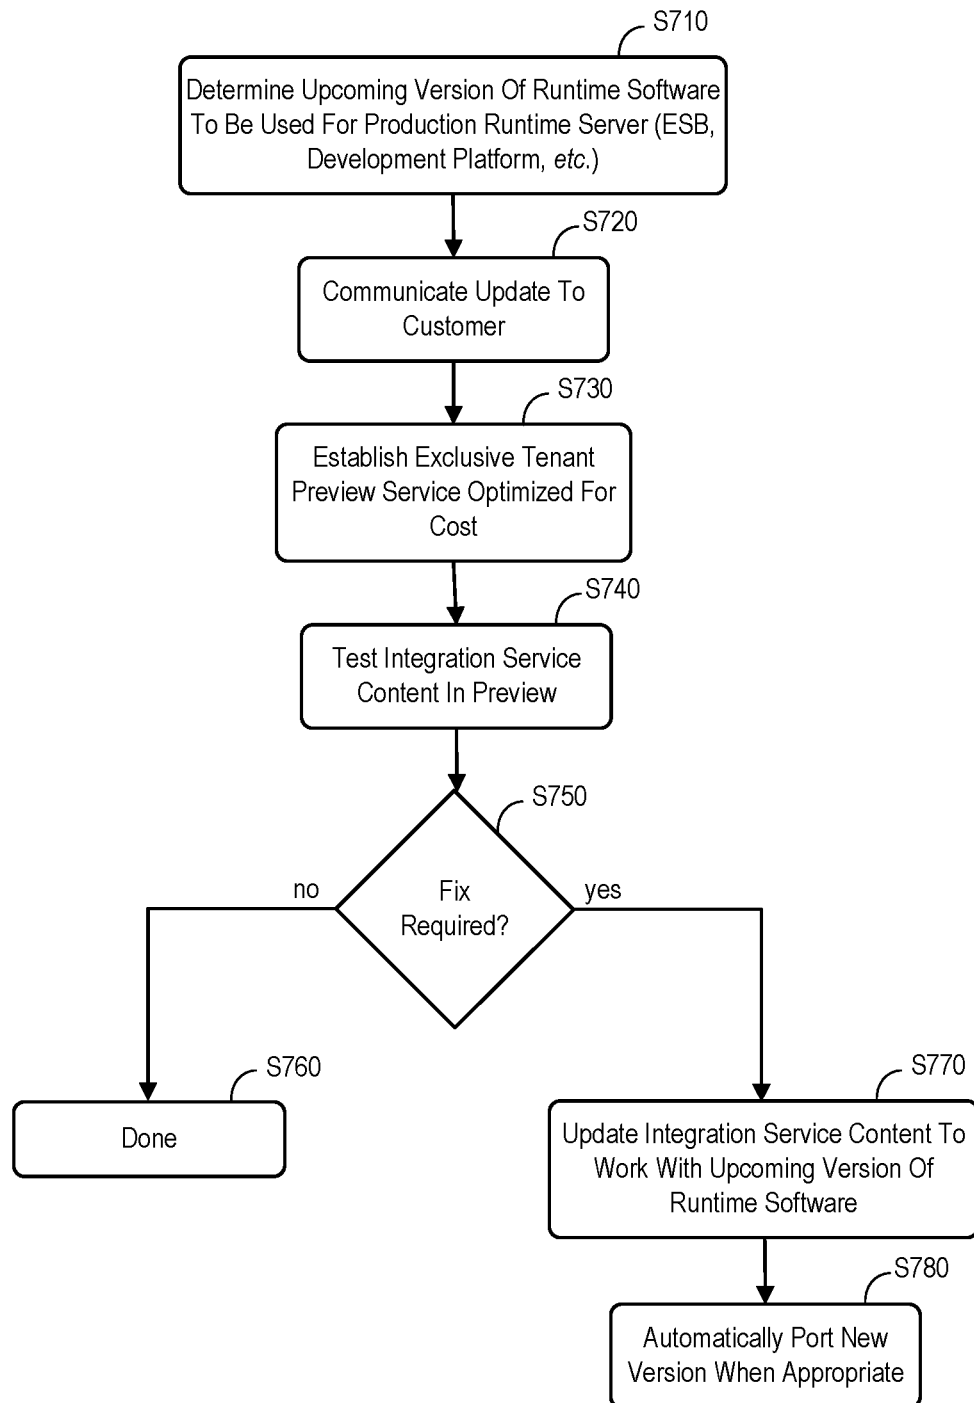 S710
Determine Upcoming Version Of Runtime Software
To Be Used For Production Runtime Server (ESB,
Development Platform, etc.)
S720
Communicate Update To
Customer
S730
Establish Exclusive Tenant
Preview Service Optimized For
Cost
S740
Test Integration Service
Content In Preview
S750
Fix
Required?
no
yes
S760
Done
S770
Update Integration Service Content To
Work With Upcoming Version Of
Runtime Software
S780
Automatically Port New
Version When Appropriate